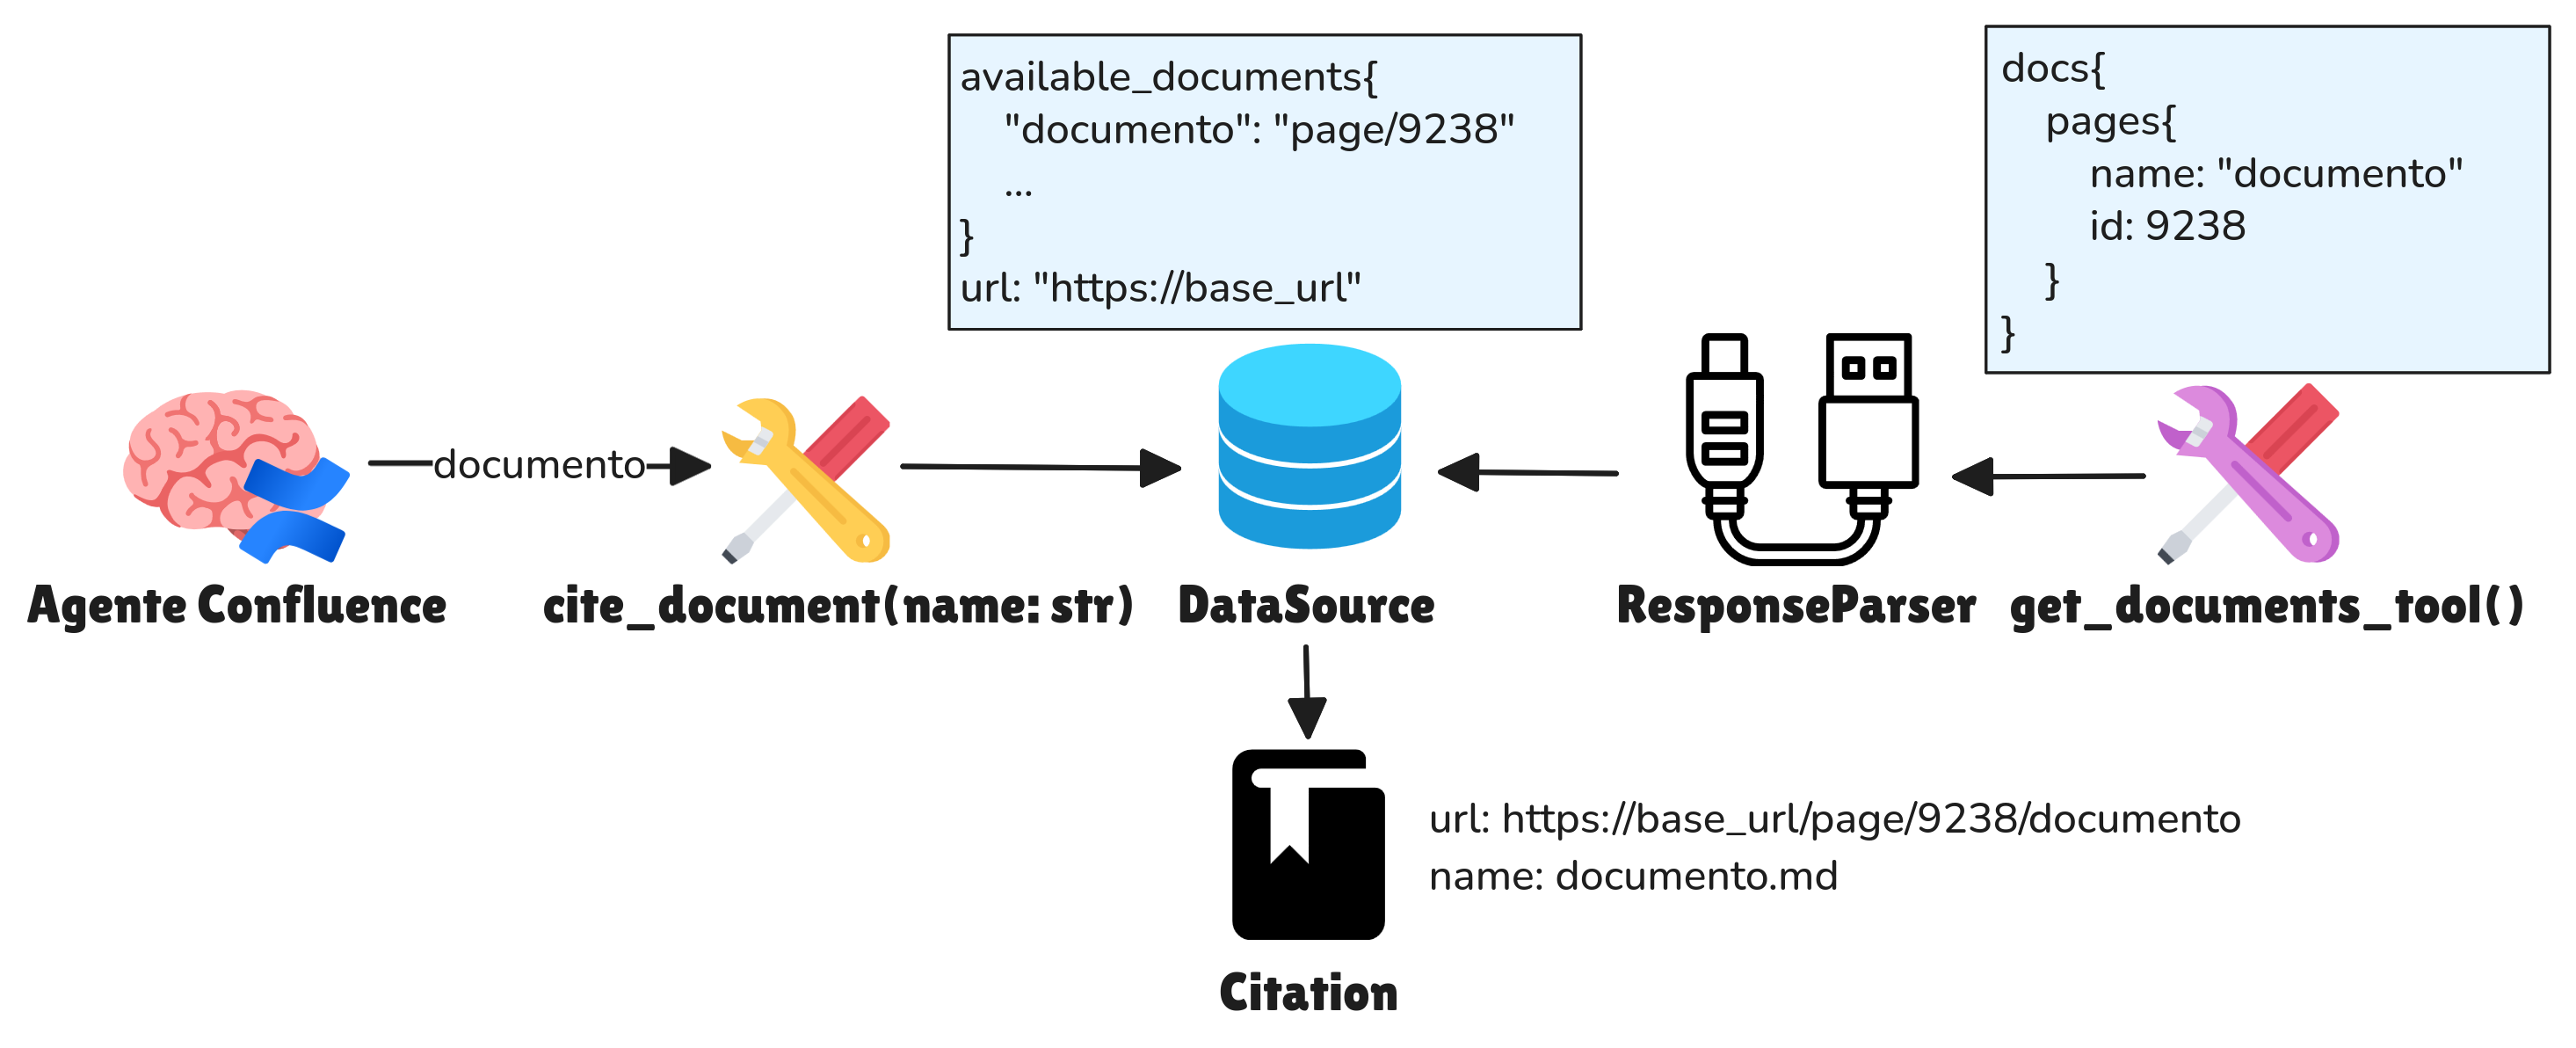 available_documents{
"documento": "page/9238"
...
}
url: "https://base_url"
docs{
pages{
name: "documento"
id: 9238
}
}
documento
Agente Confluence
cite_document(name: str)
DataSource
ResponseParser
get_documents_tool()
url: https://base_url/page/9238/documento
name: documento.md
Citation